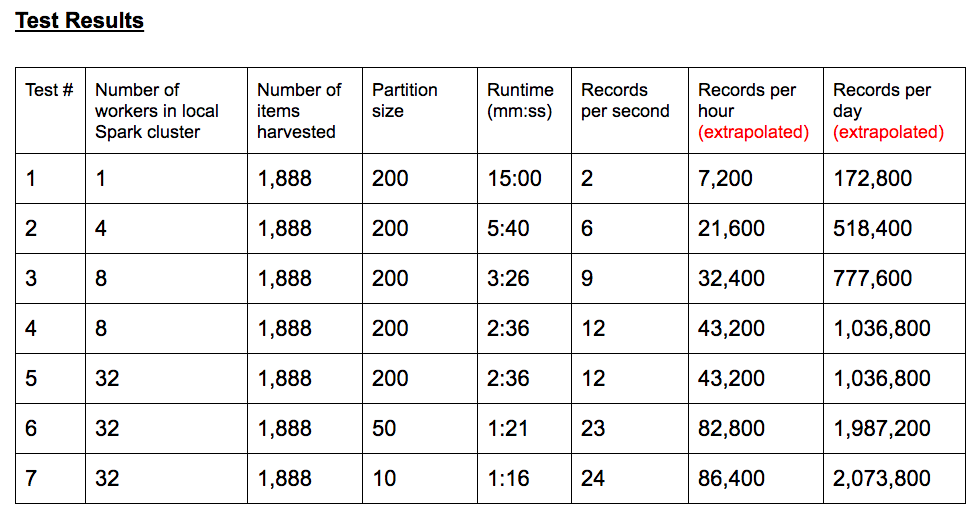 Test Results
Test # Number of workers in local Spark cluster Number of items harvested Partition size Runtime (mm:ss) Records per second Records per hour (extrapolated) Records per day (extrapolated)
1 1 1,888 200 15:00 2 7,200 172,800
2 4 1,888 200 5:40 6 21,600 518,400
3 8 1,888 200 3:26 9 32,400 777,600
4 8 1,888 200 2:36 12 43,200 1,036,800
5 32 1,888 200 2:36 12 43,200 1,036,800
6 32 1,888 50 1:21 23 82,800 1,987,200
7 32 1,888 10 1:16 24 86,400 2,073,800